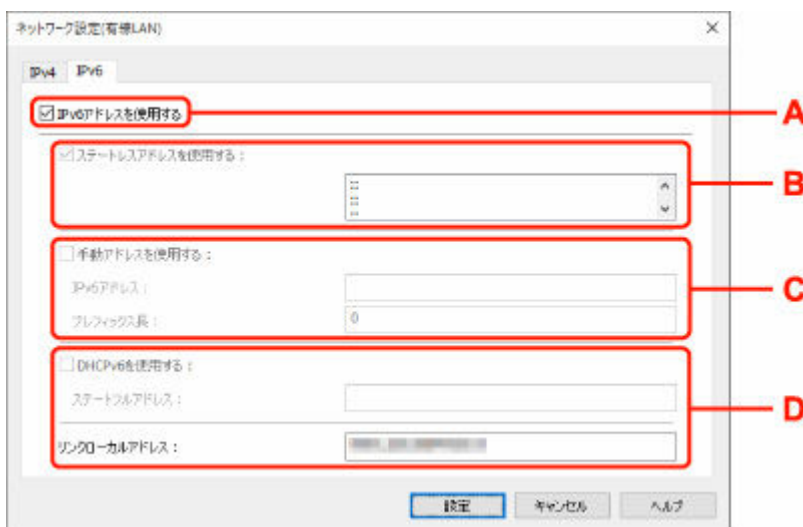 ネットワーク設定(有線LAN)
IPv4 IPv6
IPv6アドレスを使用する
A
ステートレスアドレスを使用する:
::
::
::
B
手動アドレスを使用する:
IPv6アドレス:
C
プレフィックス長: 0
DHCPv6を使用する:
ステートフルアドレス:
D
リンクローカルアドレス:
設定 キャンセル ヘルプ